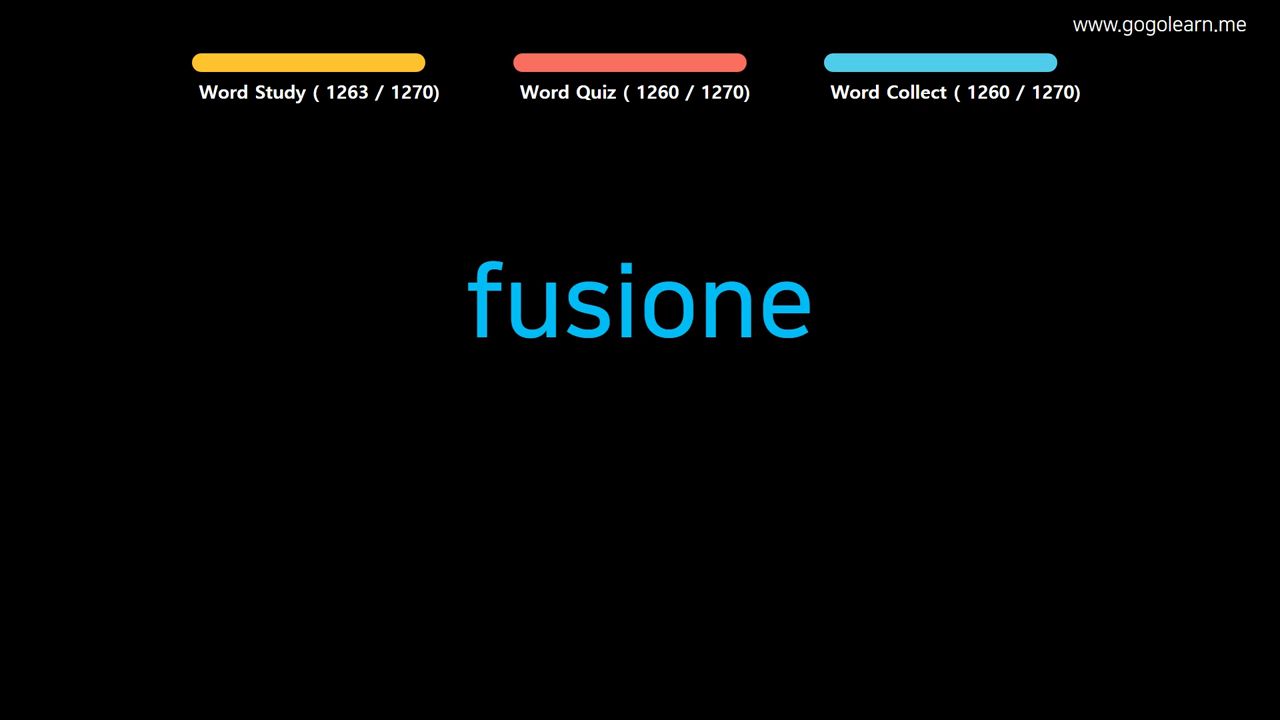 www.gogolearn.me
Word Study ( 1263 / 1270)
Word Quiz ( 1260 / 1270)
Word Collect ( 1260 / 1270)
fusione